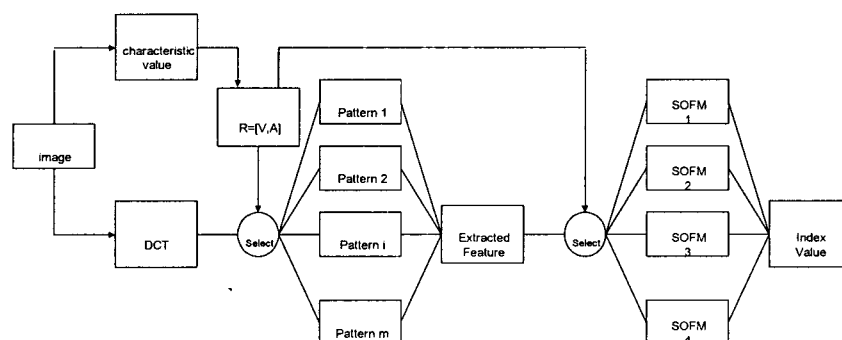 characteristic
value
R=[V,A]
image
DCT
Select
Pattern 1
Pattern 2
Pattern i
Pattern m
Extracted
Feature
Select
SOFM
1
SOFM
2
SOFM
3
SOFM
4
Index
Value